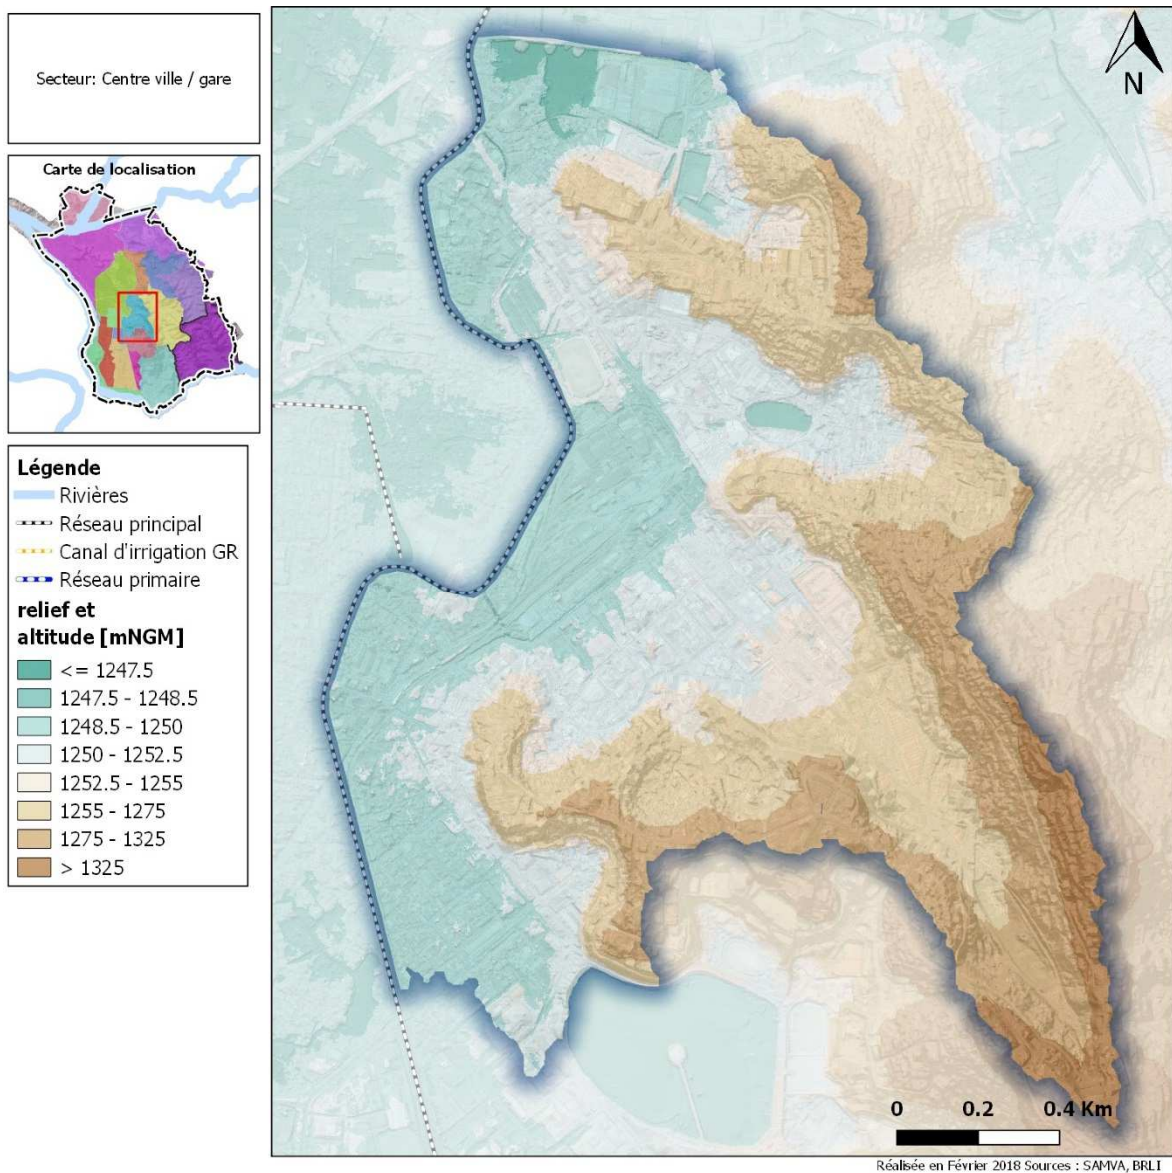 Secteur: Centre ville / gare
Carte de localisation
Légende
Rivières
Réseau principal
Canal d'irrigation GR
Réseau primaire
relief et
altitude [mNGM]
<= 1247.5
1247.5 - 1248.5
1248.5 - 1250
1250 - 1252.5
1252.5 - 1255
1255 - 1275
1275 - 1325
> 1325
N
0 0.2 0.4 Km
Réalisée en Février 2018 Sources : SAMVA, BRLI